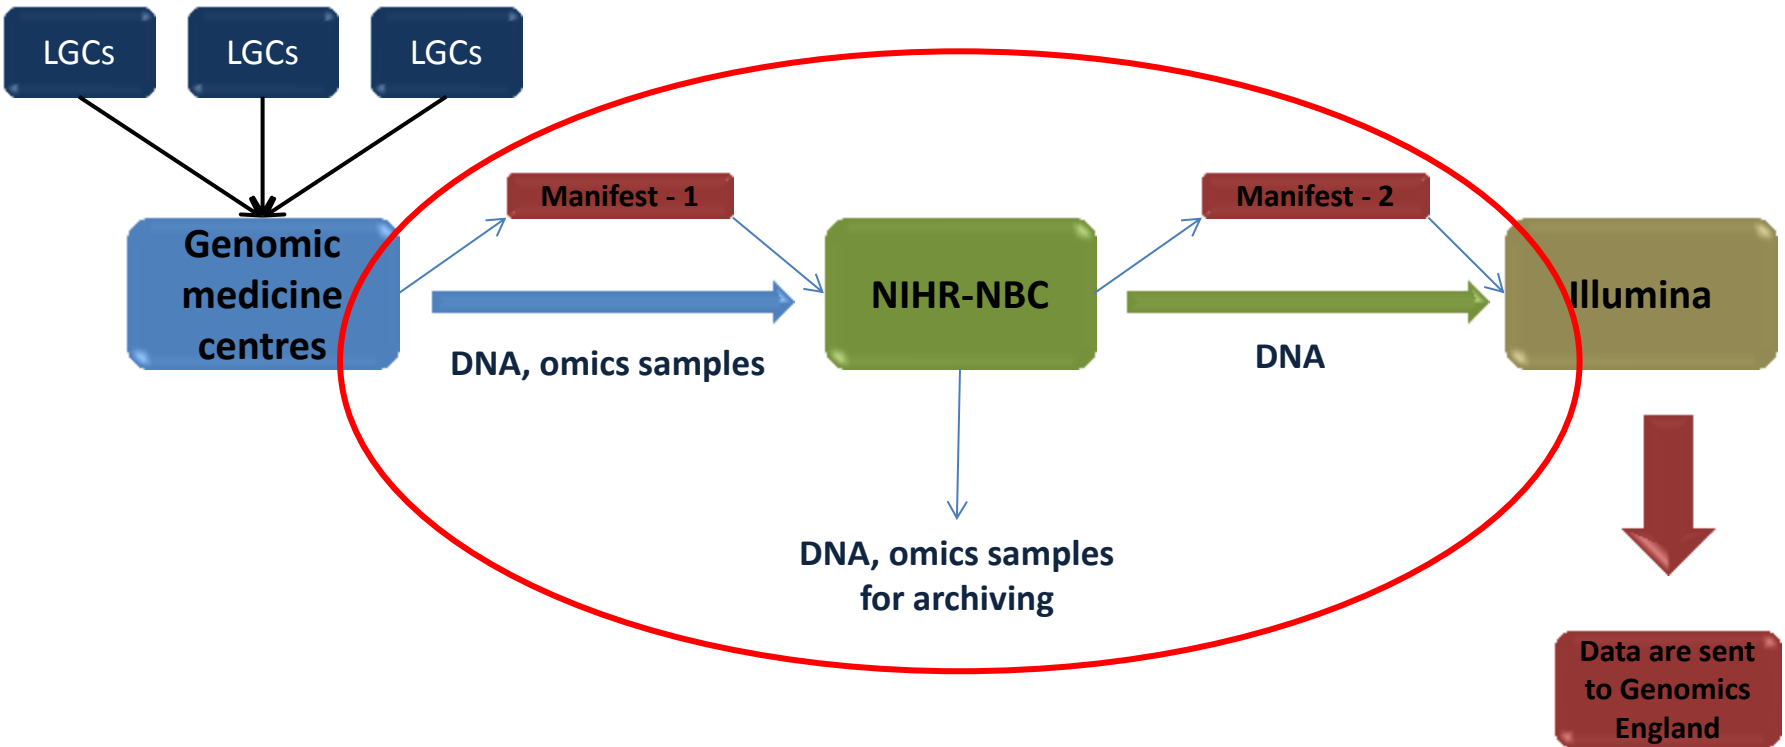 LGCs
LGCs
LGCs
Manifest - 1
Manifest - 2
Genomic
medicine
centres
NIHR-NBC
Illumina
DNA, omics samples
DNA
DNA, omics samples
for archiving
Data are sent
to Genomics
England